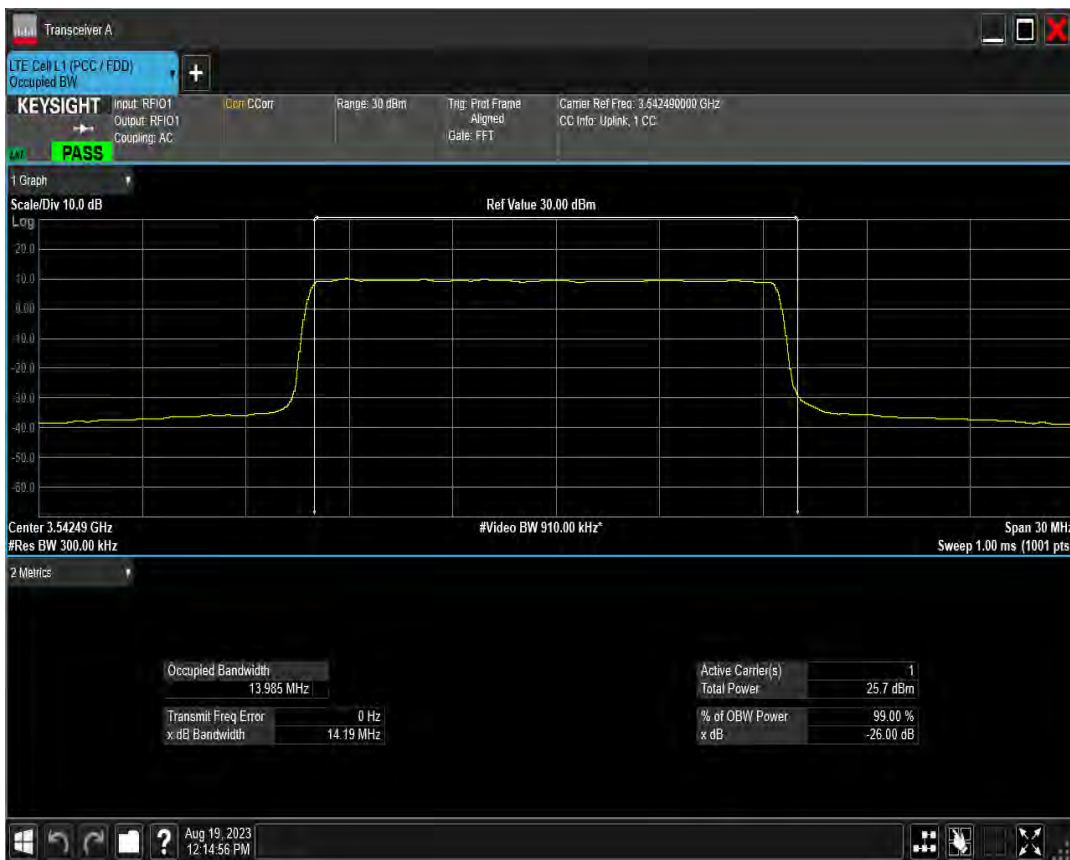 Transceiver A
LTE Cell L1 (PCC / FDD)
Occupied BW
KEYSIGHT
Input: RFIO1
Output: RFIO1
Coupling: AC
Corr CCorr
Range: 30 dBm
Trig: Prot Frame
Aligned
Gate: FFT
Carrier Ref Freq: 3.542490000 GHz
CC Info: Uplink, 1 CC
PASS
1 Graph
Scale/Div 10.0 dB
Ref Value 30.00 dBm
Log
20.0
10.0
0.00
-10.0
-20.0
-30.0
-40.0
-50.0
-60.0
Center 3.54249 GHz
#Video BW 910.00 kHz*
Span 30 MHz
#Res BW 300.00 kHz
Sweep 1.00 ms (1001 pts
2 Metrics
Occupied Bandwidth
13.985 MHz
Transmit Freq Error 0 Hz
x dB Bandwidth 14.19 MHz
Active Carrier(s) 1
Total Power 25.7 dBm
% of OBW Power 99.00 %
x dB -26.00 dB
Aug 19, 2023
12:14:56 PM